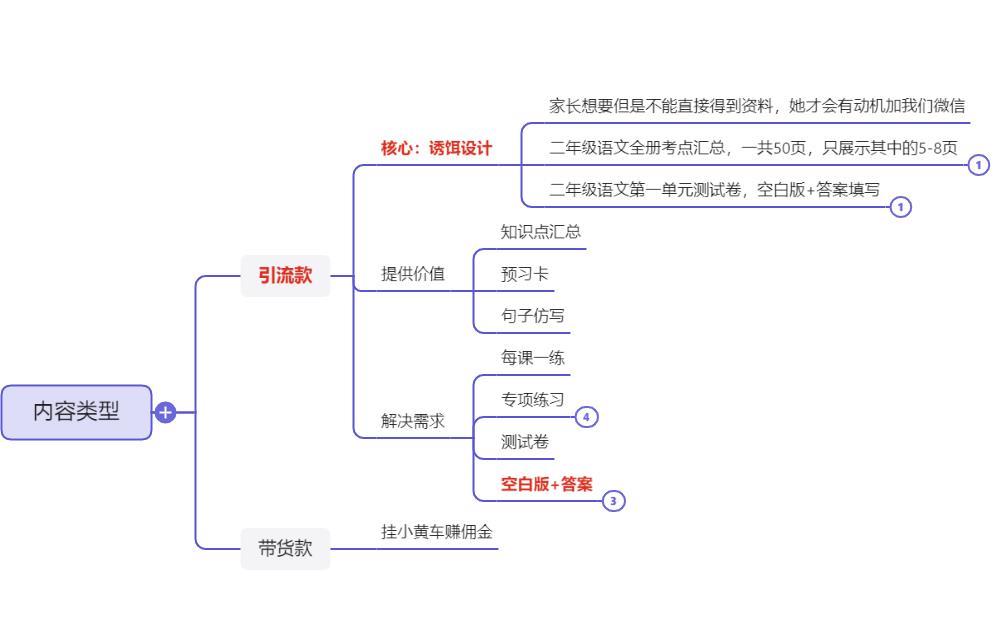 家长想要但是不能直接得到资料，她才会有动机加我们微信
核心：诱饵设计
二年级语文全册考点汇总，一共50页，只展示其中的5-8页
1
二年级语文第一单元测试卷，空白版+答案填写
1
知识点汇总
引流款
提供价值
预习卡
句子仿写
每课一练
专项练习
4
内容类型
解决需求
测试卷
空白版+答案
3
带货款
挂小黄车赚佣金